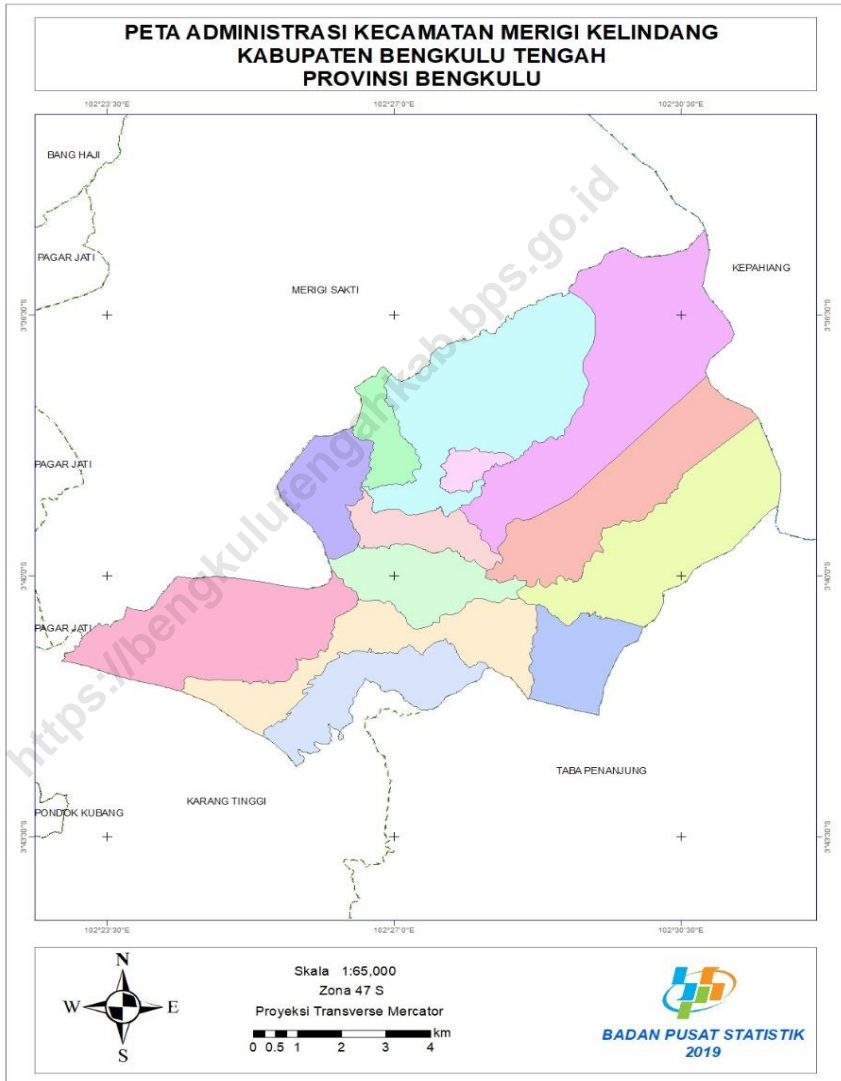 PETA ADMINISTRASI KECAMATAN MERIGI KELINDANG
KABUPATEN BENGKULU TENGAH
PROVINSI BENGKULU
102°23'30"E
102°27'0"E
102°30'30"E
BANG HAJI
PAGAR JATI
MERIGI SAKTI
KEPAHIANG
PAGAR JATI
PAGAR JATI
KARANG TINGGI
TABA PENANJUNG
PONDOK KUBANG
102°23'30"E
102°27'0"E
102°30'30"E
https://bengkulutengahkab.bps.go.id
N
W
E
S
Skala 1:65,000
Zona 47 S
Proyeksi Transverse Mercator
km
0 0.5 1 2 3 4
BADAN PUSAT STATISTIK
2019